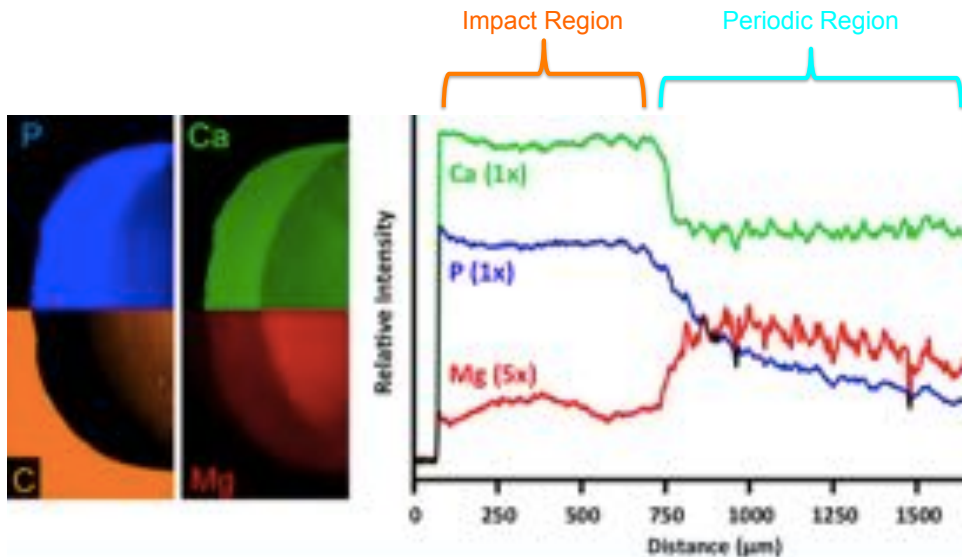 Impact Region
Periodic Region
P
Ca
C
Mg
Relative Intensity
Ca (1x)
P (1x)
Mg (5x)
0 250 500 750 1000 1250 1500
Distance (µm)